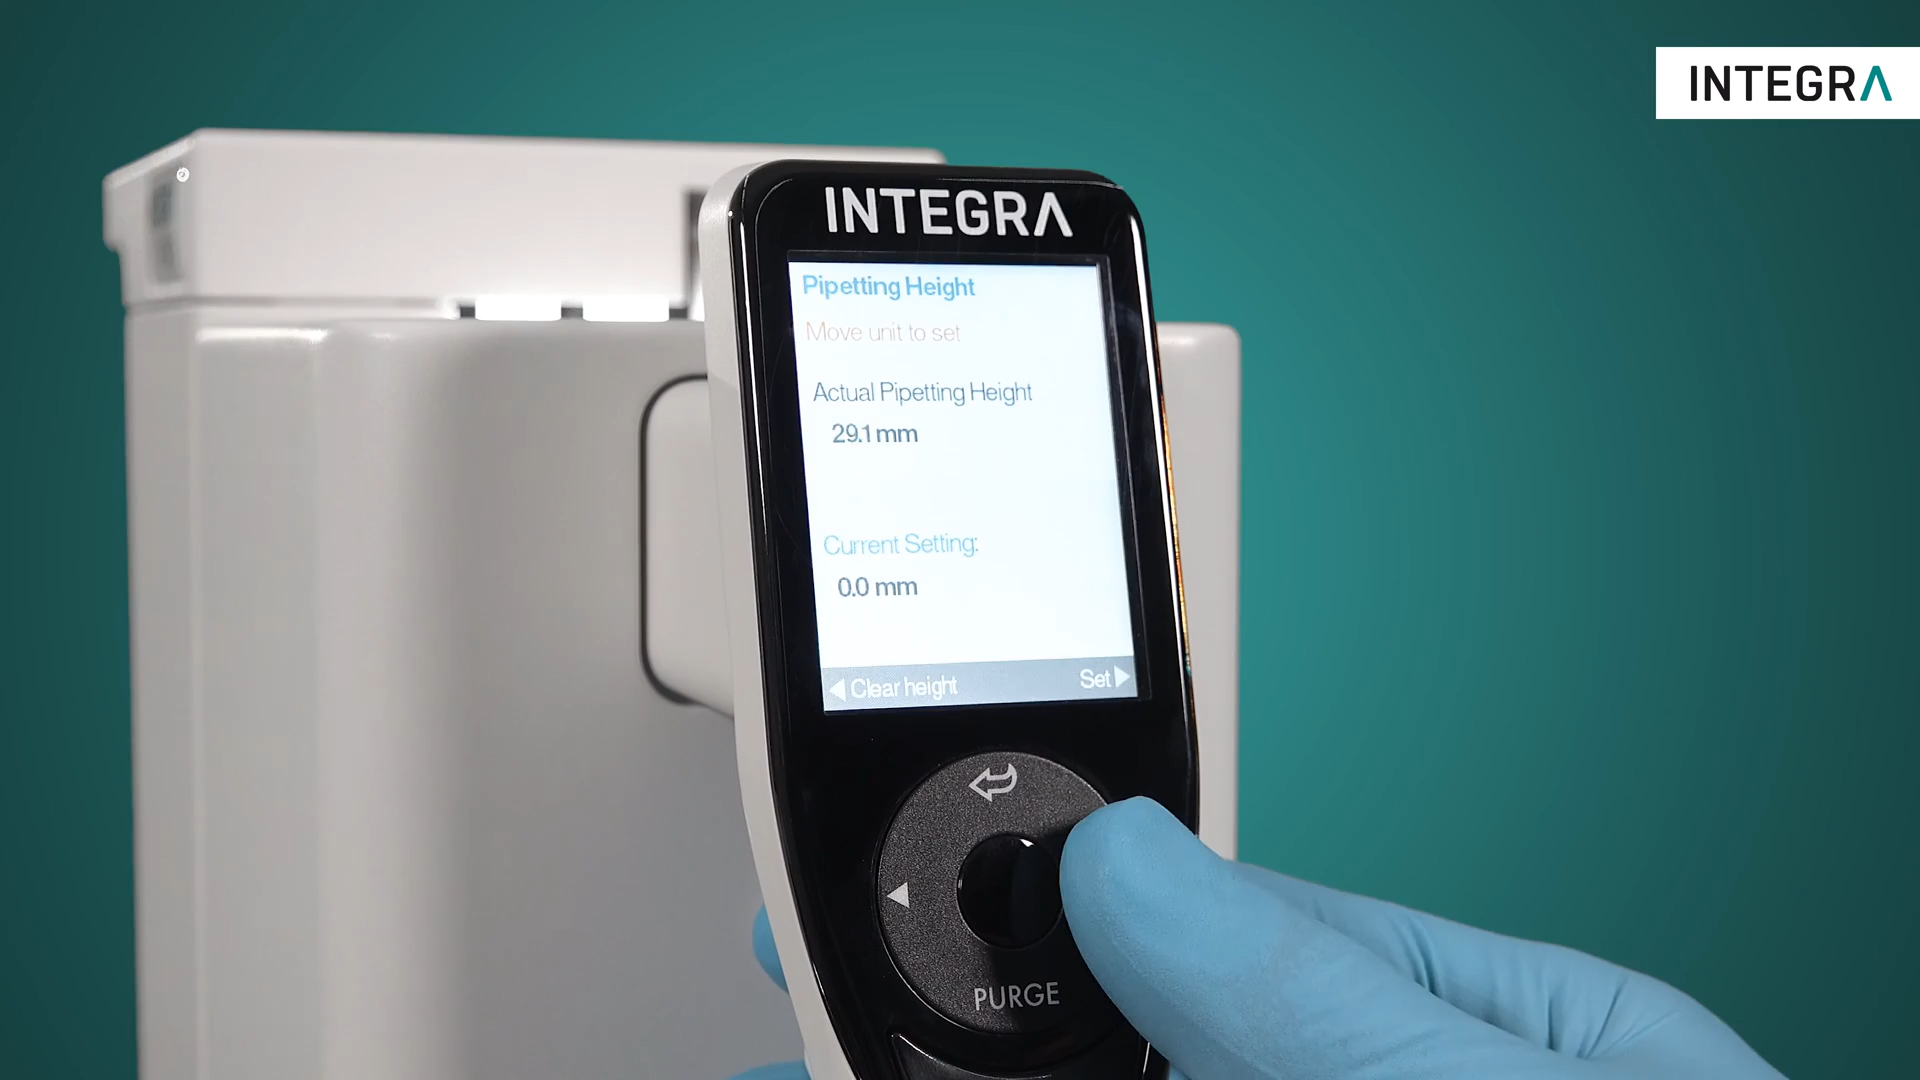 INTEGRA
INTEGRA
Pipetting Height
Move unit to set
Actual Pipetting Height
29.1 mm
Current Setting:
0.0 mm
Clear height
Set
PURGE